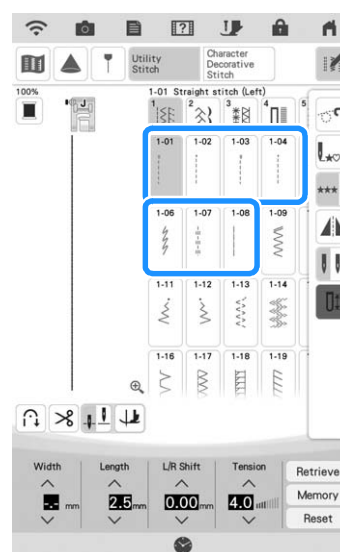 Utility Stitch
Character Decorative Stitch
100%
J
1-01 Straight stitch (Left)
1 2 3 4 5
1-01 1-02 1-03 1-04
1-06 1-07 1-08 1-09
1-11 1-12 1-13 1-14
1-16 1-17 1-18 1-19
Width Length L/R Shift Tension
Retrieve
-.- mm 2.5 mm 0.00 mm 4.0
Memory
Reset